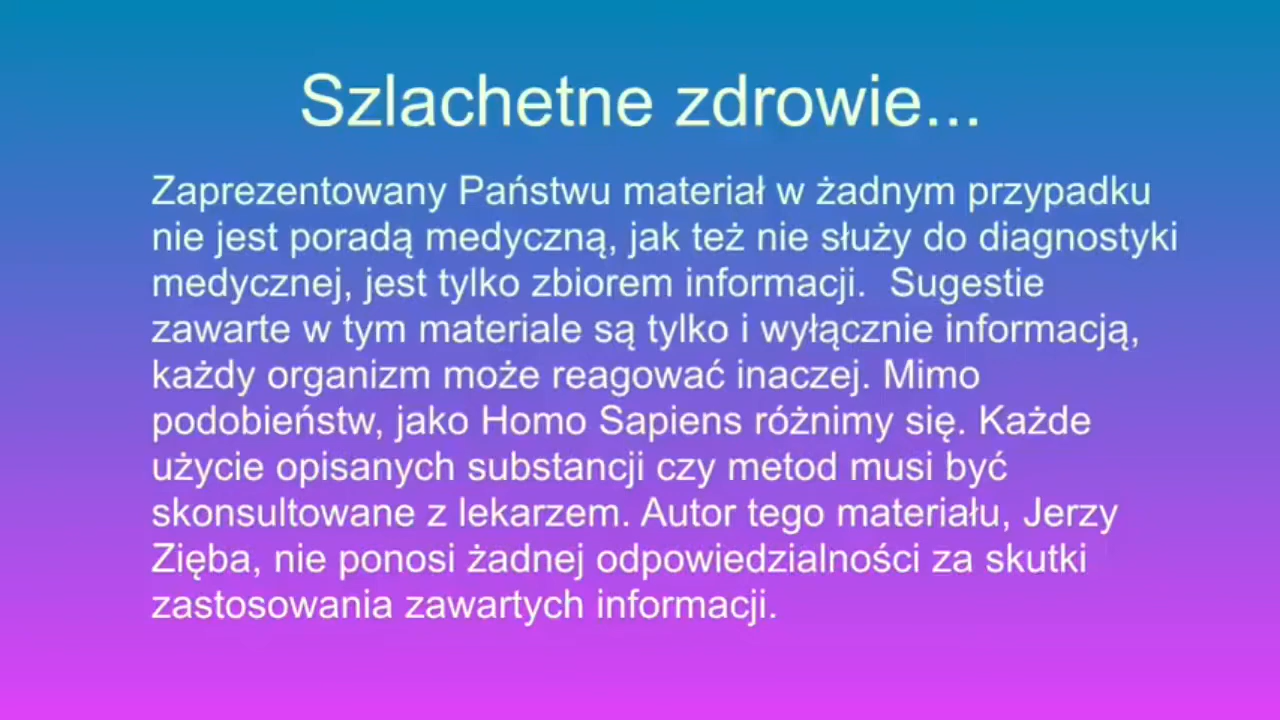 Szlachetne zdrowie...
Zaprezentowany Państwu materiał w żadnym przypadku
nie jest poradą medyczną, jak też nie służy do diagnostyki
medycznej, jest tylko zbiorem informacji.  Sugestie
zawarte w tym materiale są tylko i wyłącznie informacją,
każdy organizm może reagować inaczej. Mimo
podobieństw, jako Homo Sapiens różnimy się. Każde
użycie opisanych substancji czy metod musi być
skonsultowane z lekarzem. Autor tego materiału, Jerzy
Zięba, nie ponosi żadnej odpowiedzialności za skutki
zastosowania zawartych informacji.